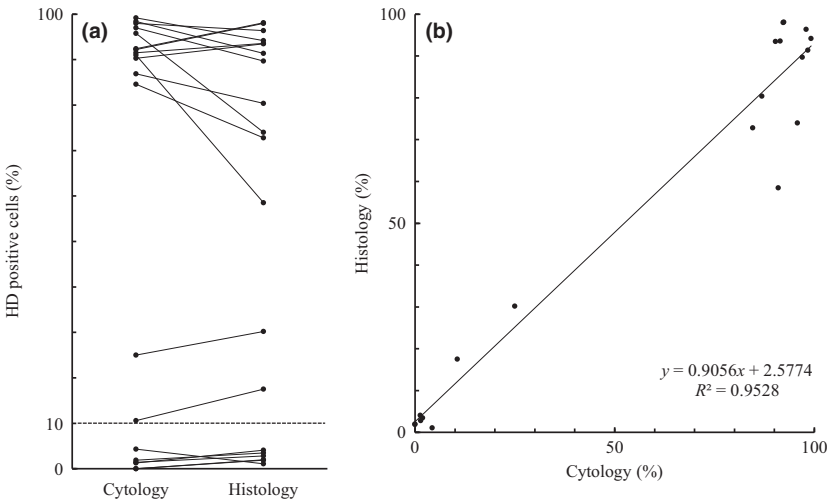 (a)
HD positive cells (%)
100
10
0
Cytology Histology
(b)
Histology (%)
100
50
0
y = 0.9056x + 2.5774
R² = 0.9528
0 50 100
Cytology (%)